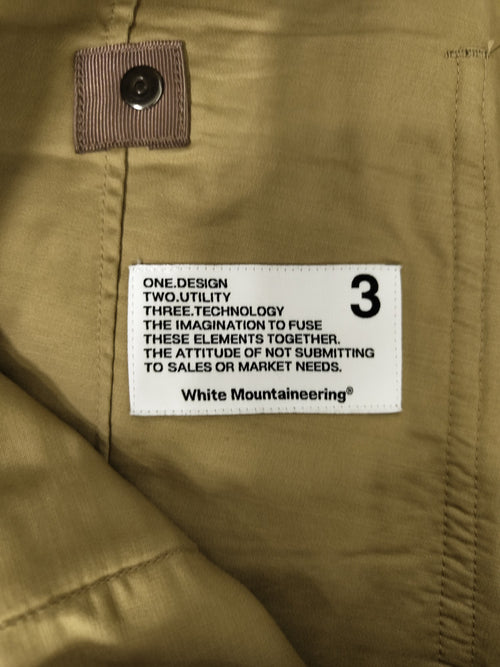 ONE.DESIGN
TWO.UTILITY
THREE.TECHNOLOGY
THE IMAGINATION TO FUSE
THESE ELEMENTS TOGETHER.
THE ATTITUDE OF NOT SUBMITTING
TO SALES OR MARKET NEEDS.
3
White Mountaineering®